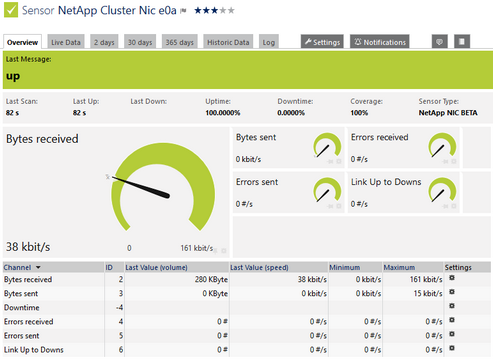 Sensor NetApp Cluster Nic e0a
Overview Live Data 2 days 30 days 365 days Historic Data Log Settings Notifications
Last Message:
up
Last Scan: Last Up: Last Down: Uptime: Downtime: Coverage: Sensor Type:
82 s 82 s 100.0000% 0.0000% 100% NetApp NIC BETA
Bytes received
38 kbit/s
0 161 kbit/s
Bytes sent
0 kbit/s
Errors received
0 #/s
Errors sent
0 #/s
Link Up to Downs
0 #/s
Channel ID Last Value (volume) Last Value (speed) Minimum Maximum Settings
Bytes received 2 280 KByte 38 kbit/s 0 kbit/s 161 kbit/s
Bytes sent 3 0 KByte 0 kbit/s 0 kbit/s 15 kbit/s
Downtime -4
Errors received 4 0 # 0 #/s 0 #/s 0 #/s
Errors sent 5 0 # 0 #/s 0 #/s 0 #/s
Link Up to Downs 6 0 # 0 #/s 0 #/s 0 #/s